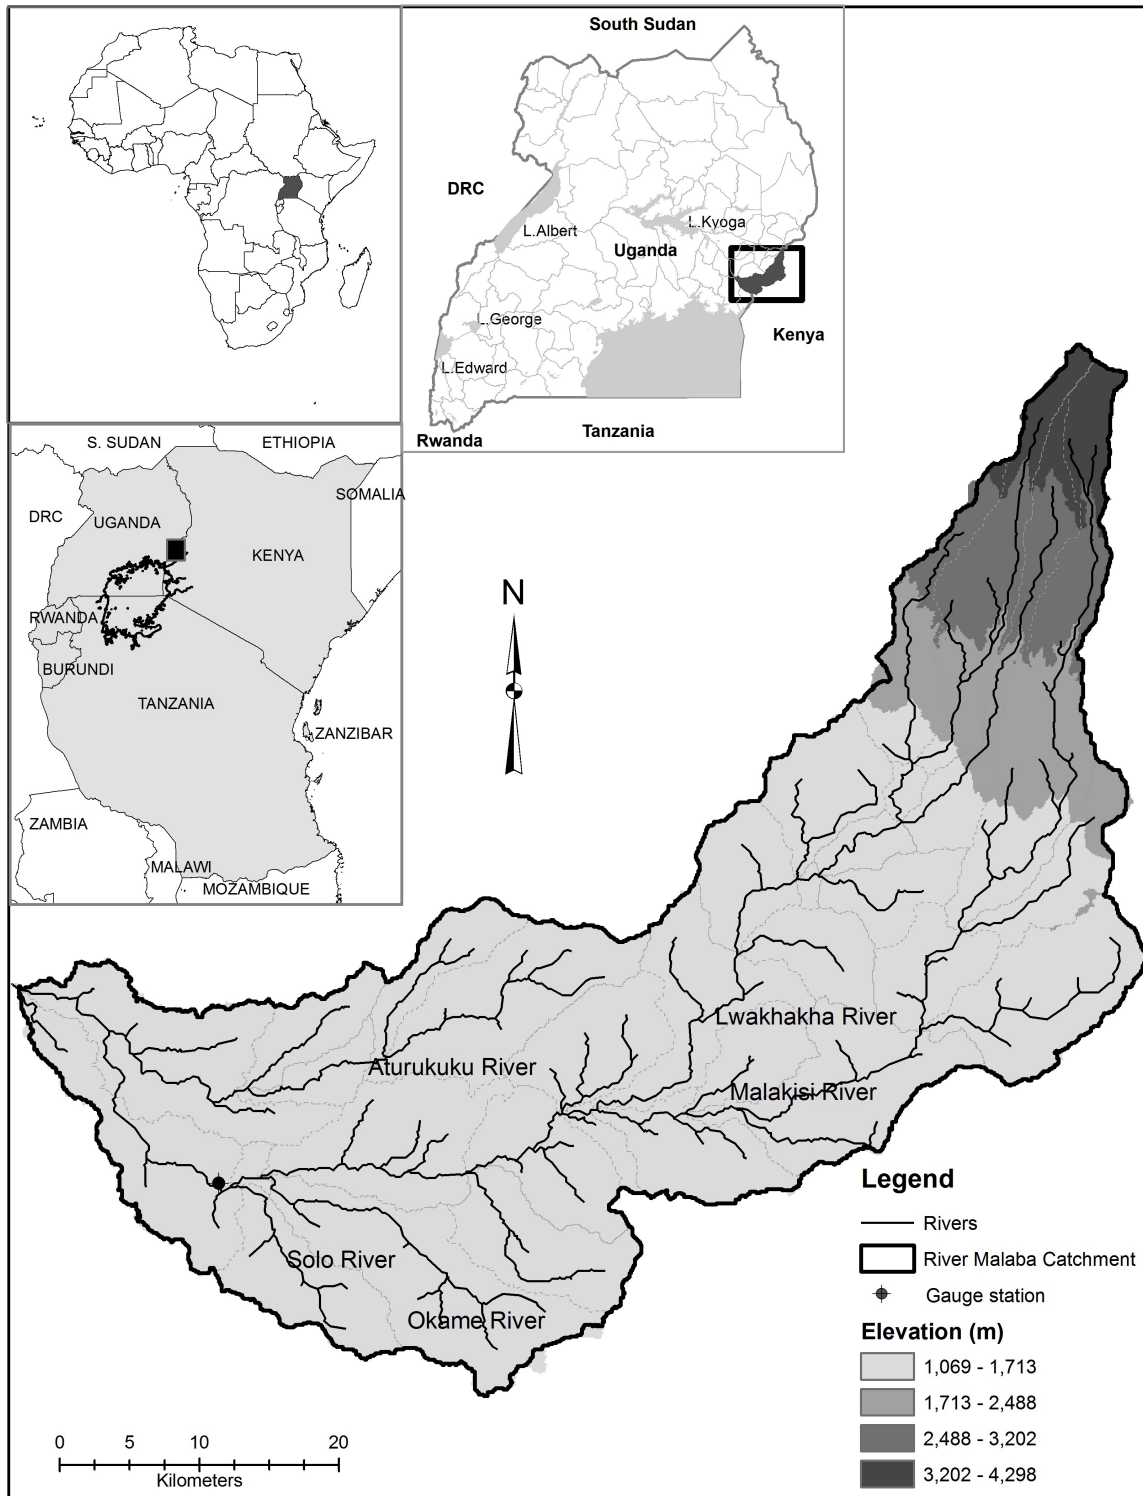 South Sudan
DRC
L.Albert
L.Kyoga
Uganda
L.George
Kenya
L.Edward
Rwanda
Tanzania
S. SUDAN
ETHIOPIA
SOMALIA
DRC
UGANDA
KENYA
RWANDA
BURUNDI
TANZANIA
ZANZIBAR
ZAMBIA
MALAWI
MOZAMBIQUE
N
Lwakhakha River
Aturukuku River
Malakisi River
Solo River
Okame River
Legend
Rivers
River Malaba Catchment
Gauge station
Elevation (m)
1,069 - 1,713
1,713 - 2,488
2,488 - 3,202
3,202 - 4,298
0 5 10 20
Kilometers